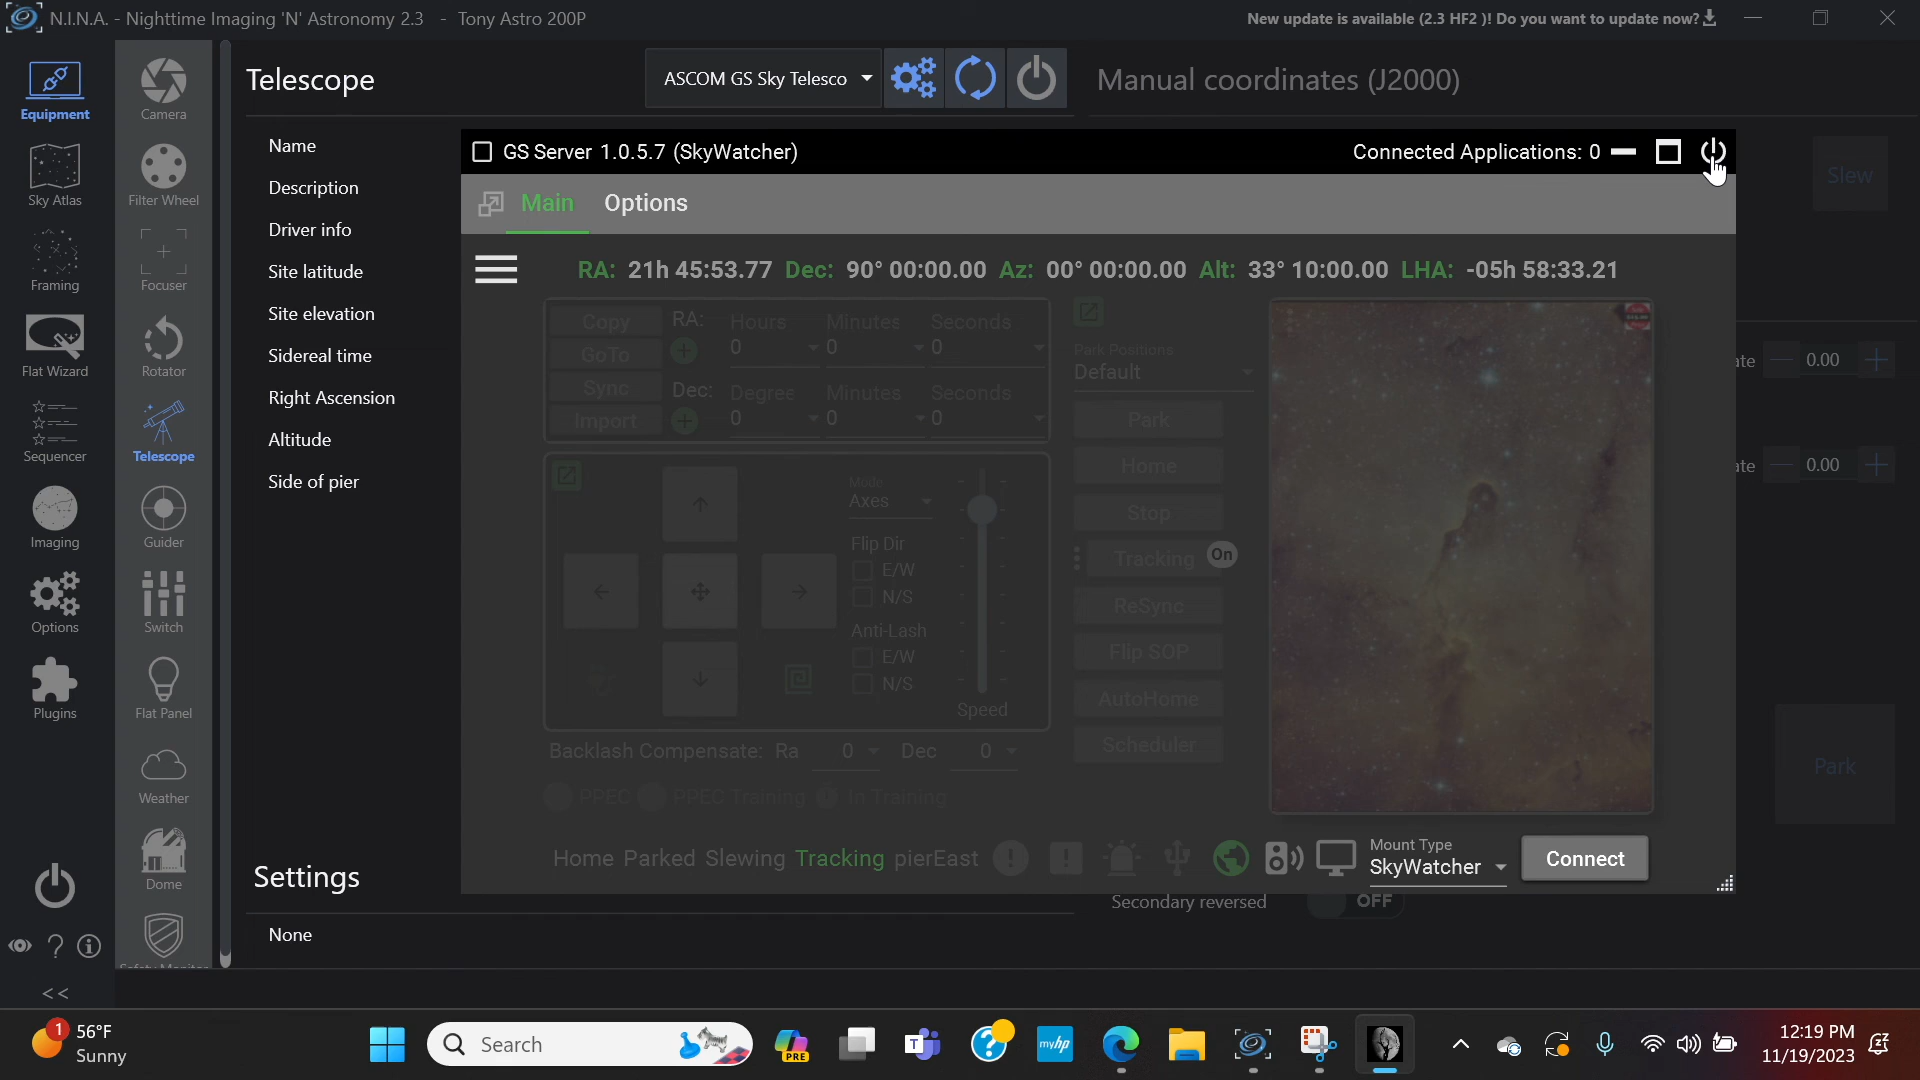 N.I.N.A. - Nighttime Imaging 'N' Astronomy 2.3 - Tony Astro 200P
New update is available (2.3 HF2 )! Do you want to update now?
Equipment
Sky Atlas
Framing
Flat Wizard
Sequencer
Imaging
Options
Plugins
<<
Camera
Filter Wheel
Focuser
Rotator
Telescope
Guider
Switch
Flat Panel
Weather
Dome
Safety Monitor
Telescope
ASCOM GS Sky Telesco
Manual coordinates (J2000)
Name
Description
Driver info
Site latitude
Site elevation
Sidereal time
Right Ascension
Altitude
Side of pier
Settings
None
GS Server 1.0.5.7 (SkyWatcher)
Connected Applications: 0
Main Options
RA: 21h 45:53.77 Dec: 90° 00:00.00 Az: 00° 00:00.00 Alt: 33° 10:00.00 LHA: -05h 58:33.21
Copy
GoTo
Sync
Import
RA: Hours Minutes Seconds
0 0 0
Dec: Degree Minutes Seconds
0 0 0
Mode
Axes
Flip Dir
E/W
N/S
Anti-Lash
E/W
N/S
Speed
Backlash Compensate: Ra 0 Dec 0
PPEC PPEC Training In Training
Park Positions
Default
Park
Home
Stop
Tracking On
ReSync
Flip SOP
AutoHome
Scheduler
Home Parked Slewing Tracking pierEast
Mount Type
SkyWatcher
Connect
Slew
te 0.00
te 0.00
Park
Secondary reversed OFF
1
56°F
Sunny
Search
PRE
T
myhp
12:19 PM
11/19/2023